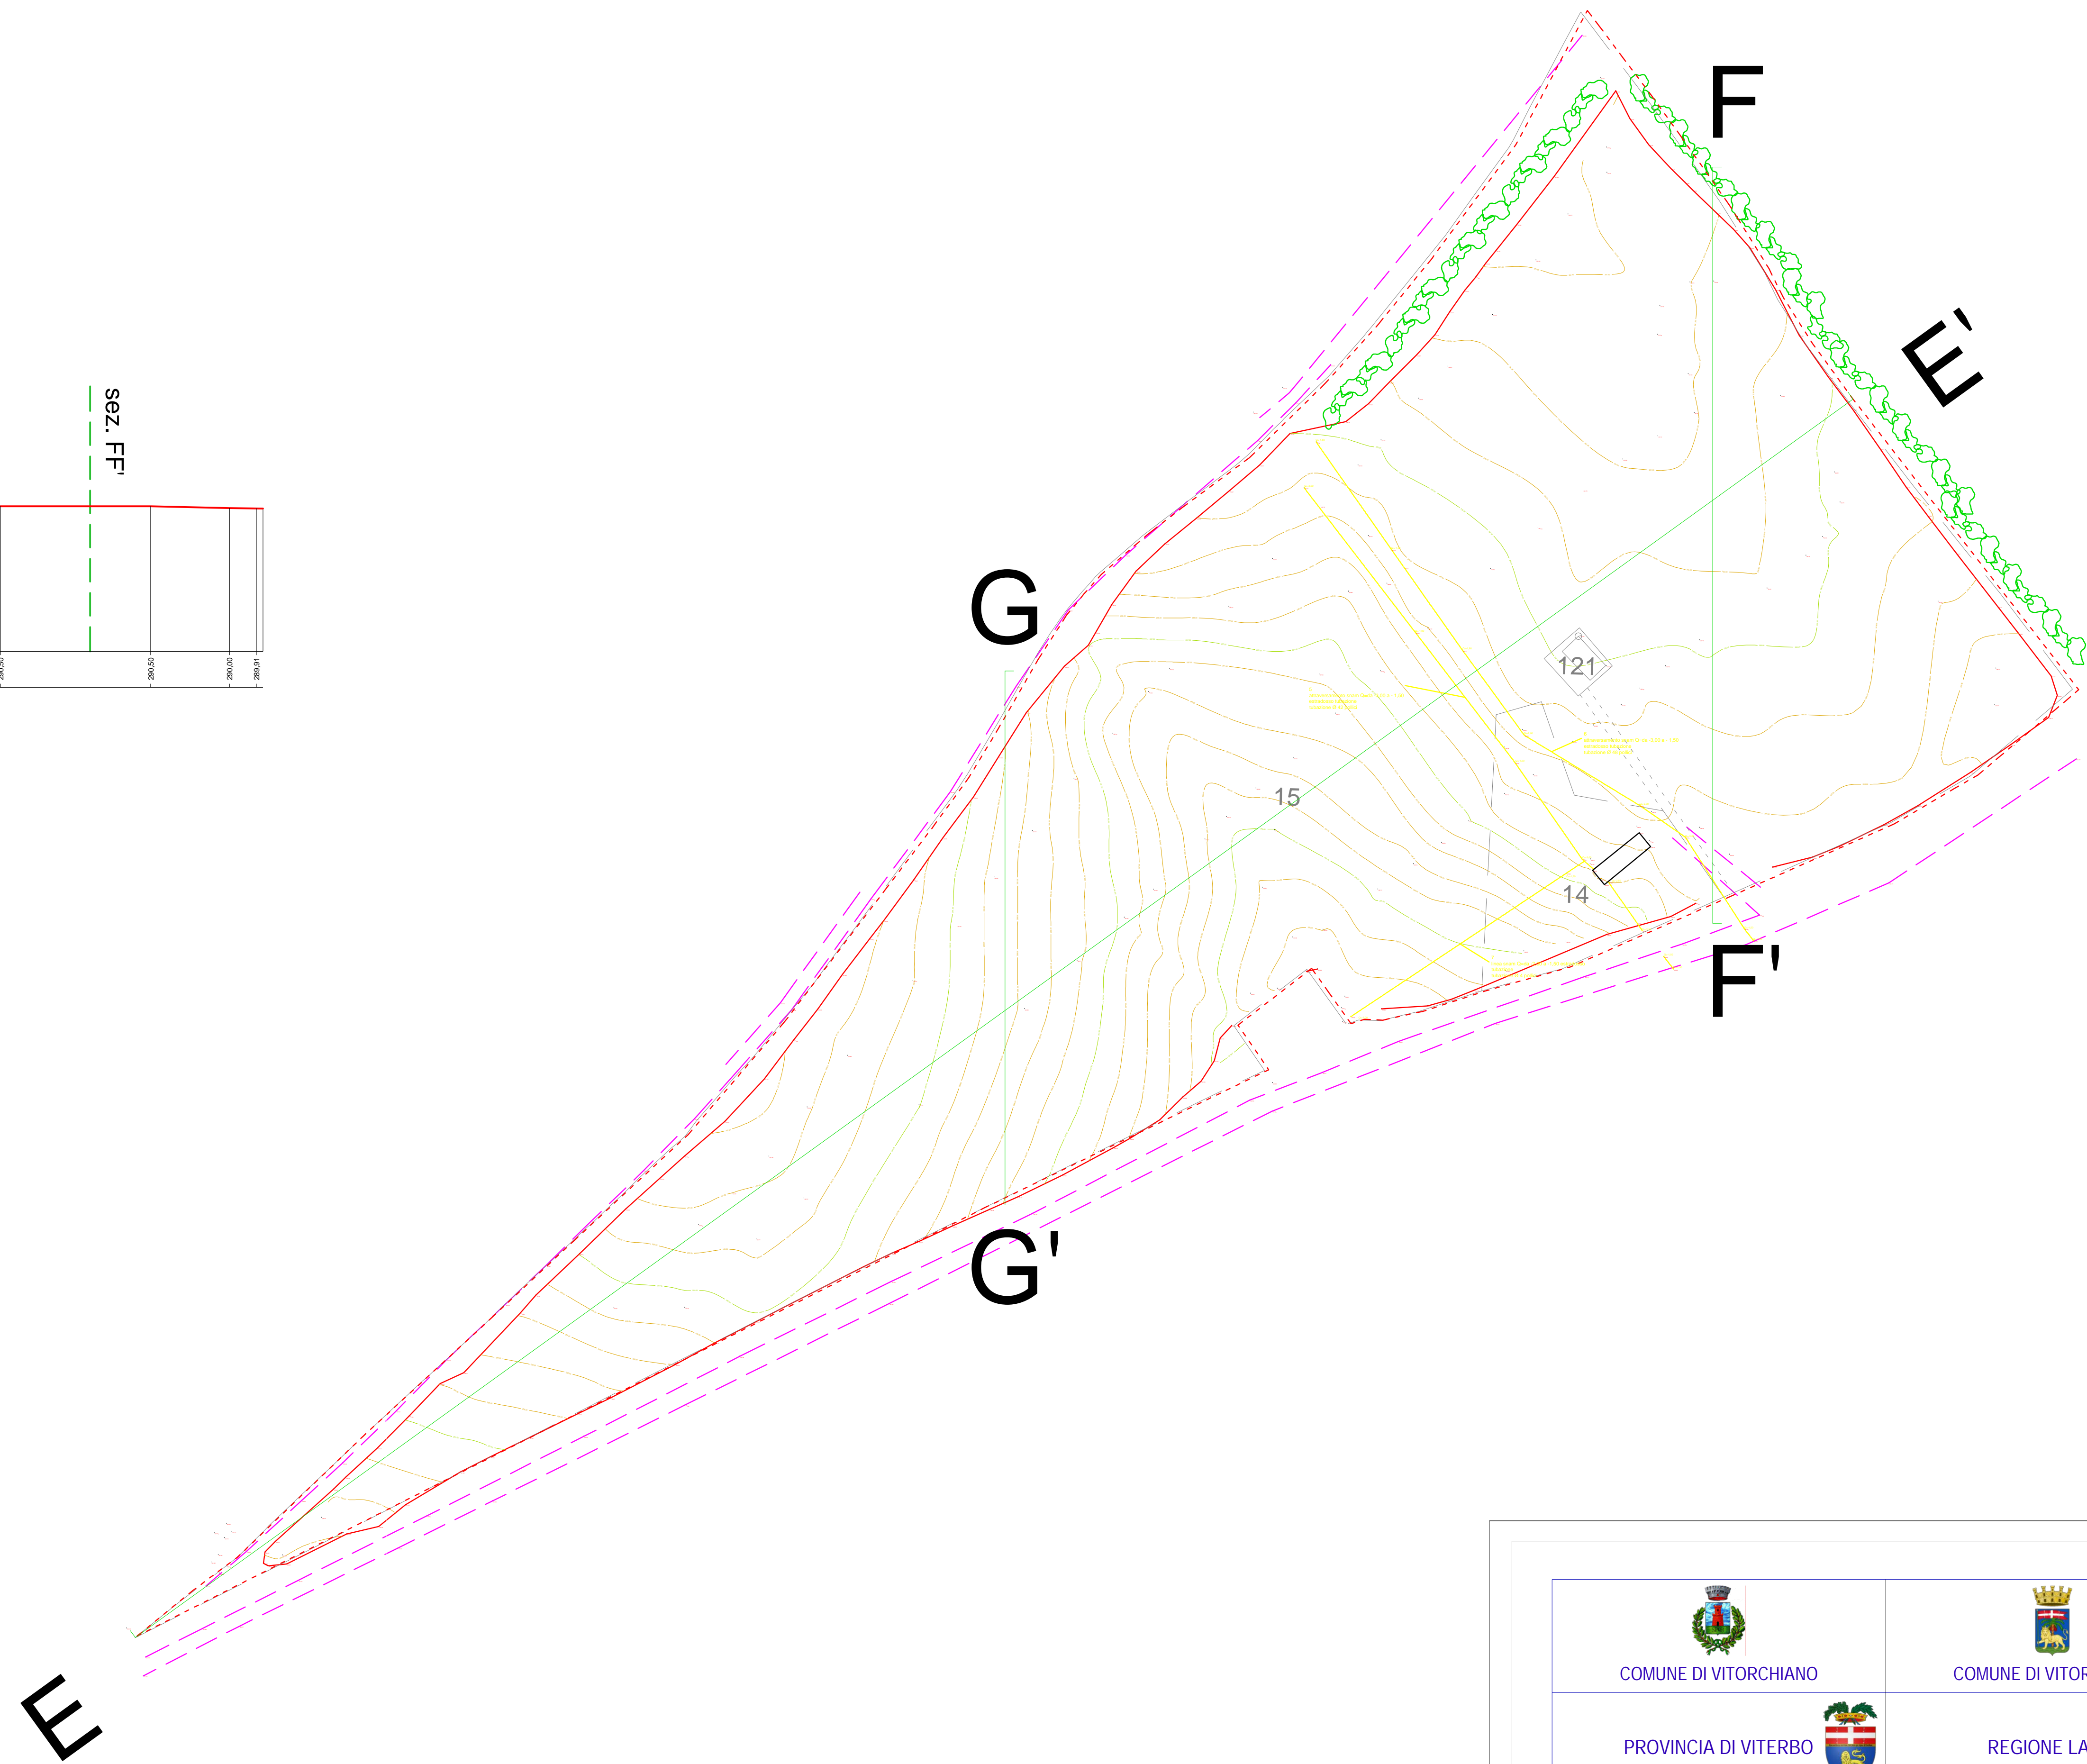 F
E'
sez. FF'
G
121
290,50
290,00
289,91
15
14
F'
G'
E
COMUNE DI VITORCHIANO
COMUNE DI VITOR
PROVINCIA DI VITERBO
REGIONE LA